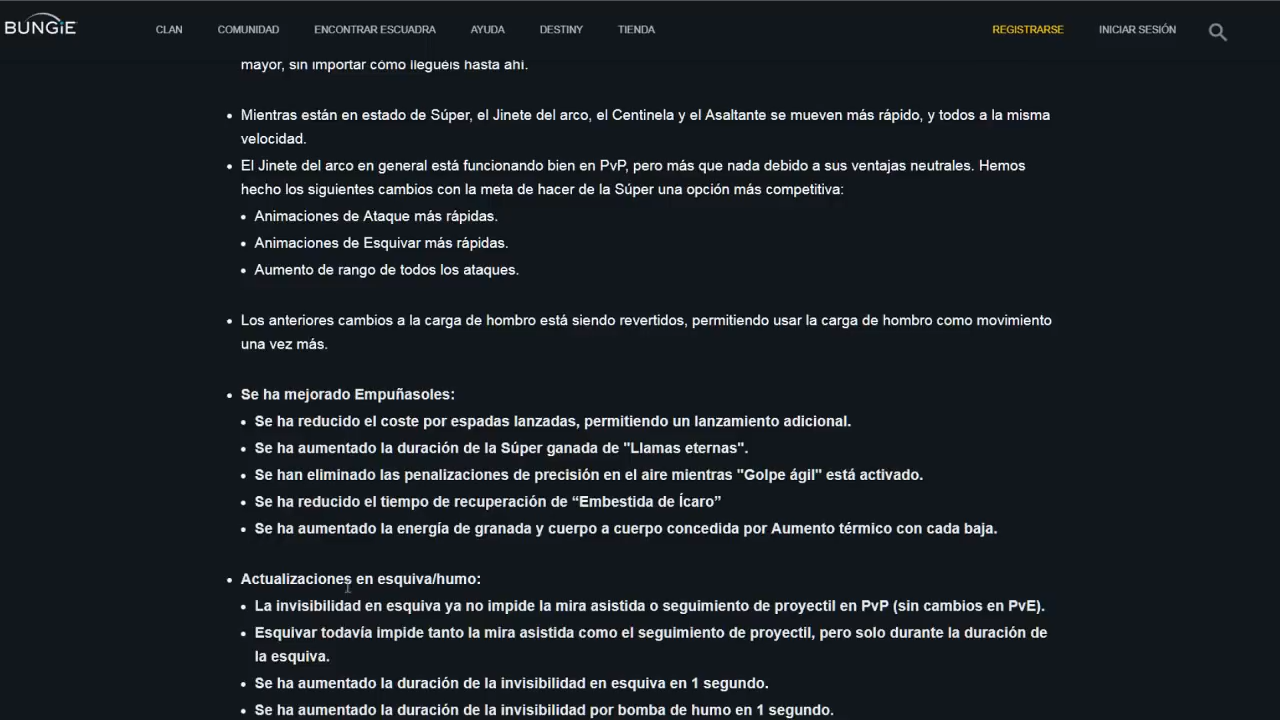 BUNGiE
CLAN
COMUNIDAD
ENCONTRAR ESCUADRA
AYUDA
DESTINY
TIENDA
REGISTRARSE
INICIAR SESIÓN
mayor, sin importar cómo lleguéis hasta ahí.
Mientras están en estado de Súper, el Jinete del arco, el Centinela y el Asaltante se mueven más rápido, y todos a la misma
velocidad.
El Jinete del arco en general está funcionando bien en PvP, pero más que nada debido a sus ventajas neutrales. Hemos
hecho los siguientes cambios con la meta de hacer de la Súper una opción más competitiva:
Animaciones de Ataque más rápidas.
Animaciones de Esquivar más rápidas.
Aumento de rango de todos los ataques.
Los anteriores cambios a la carga de hombro está siendo revertidos, permitiendo usar la carga de hombro como movimiento
una vez más.
Se ha mejorado Empuñasoles:
Se ha reducido el coste por espadas lanzadas, permitiendo un lanzamiento adicional.
Se ha aumentado la duración de la Súper ganada de "Llamas eternas".
Se han eliminado las penalizaciones de precisión en el aire mientras "Golpe ágil" está activado.
Se ha reducido el tiempo de recuperación de “Embestida de Ícaro”
Se ha aumentado la energía de granada y cuerpo a cuerpo concedida por Aumento térmico con cada baja.
Actualizaciones en esquiva/humo:
La invisibilidad en esquiva ya no impide la mira asistida o seguimiento de proyectil en PvP (sin cambios en PvE).
Esquivar todavía impide tanto la mira asistida como el seguimiento de proyectil, pero solo durante la duración de
la esquiva.
Se ha aumentado la duración de la invisibilidad en esquiva en 1 segundo.
Se ha aumentado la duración de la invisibilidad por bomba de humo en 1 segundo.